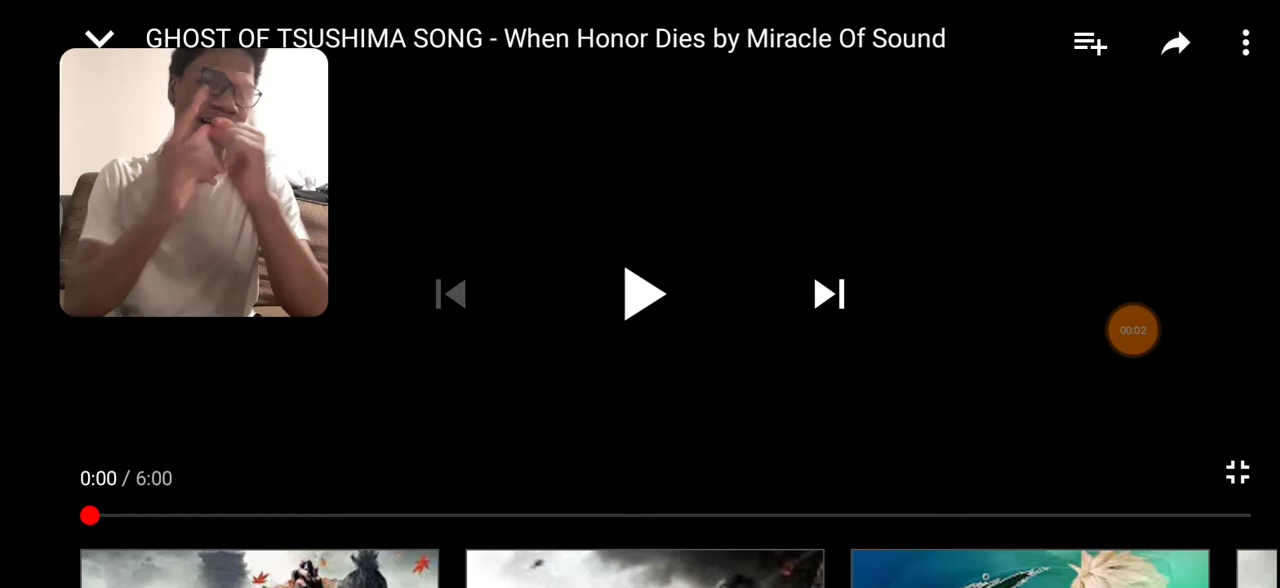 GHOST OF TSUSHIMA SONG - When Honor Dies by Miracle Of Sound
00:02
0:00 / 6:00